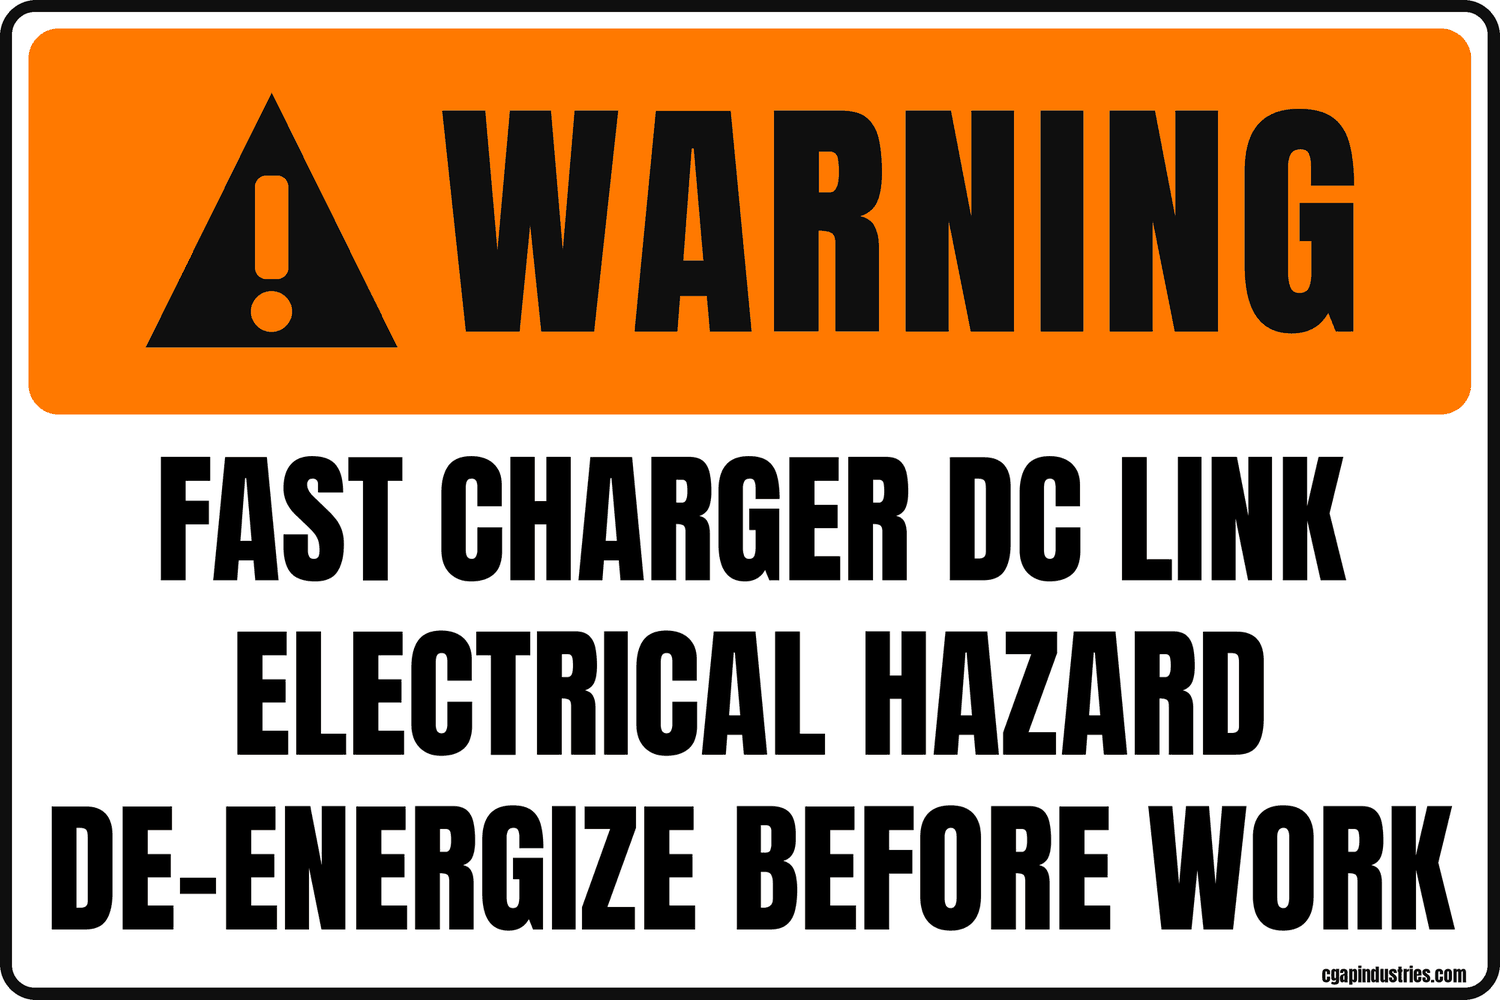 WARNING
FAST CHARGER DC LINK
ELECTRICAL HAZARD
DE-ENERGIZE BEFORE WORK
cgapindustries.com